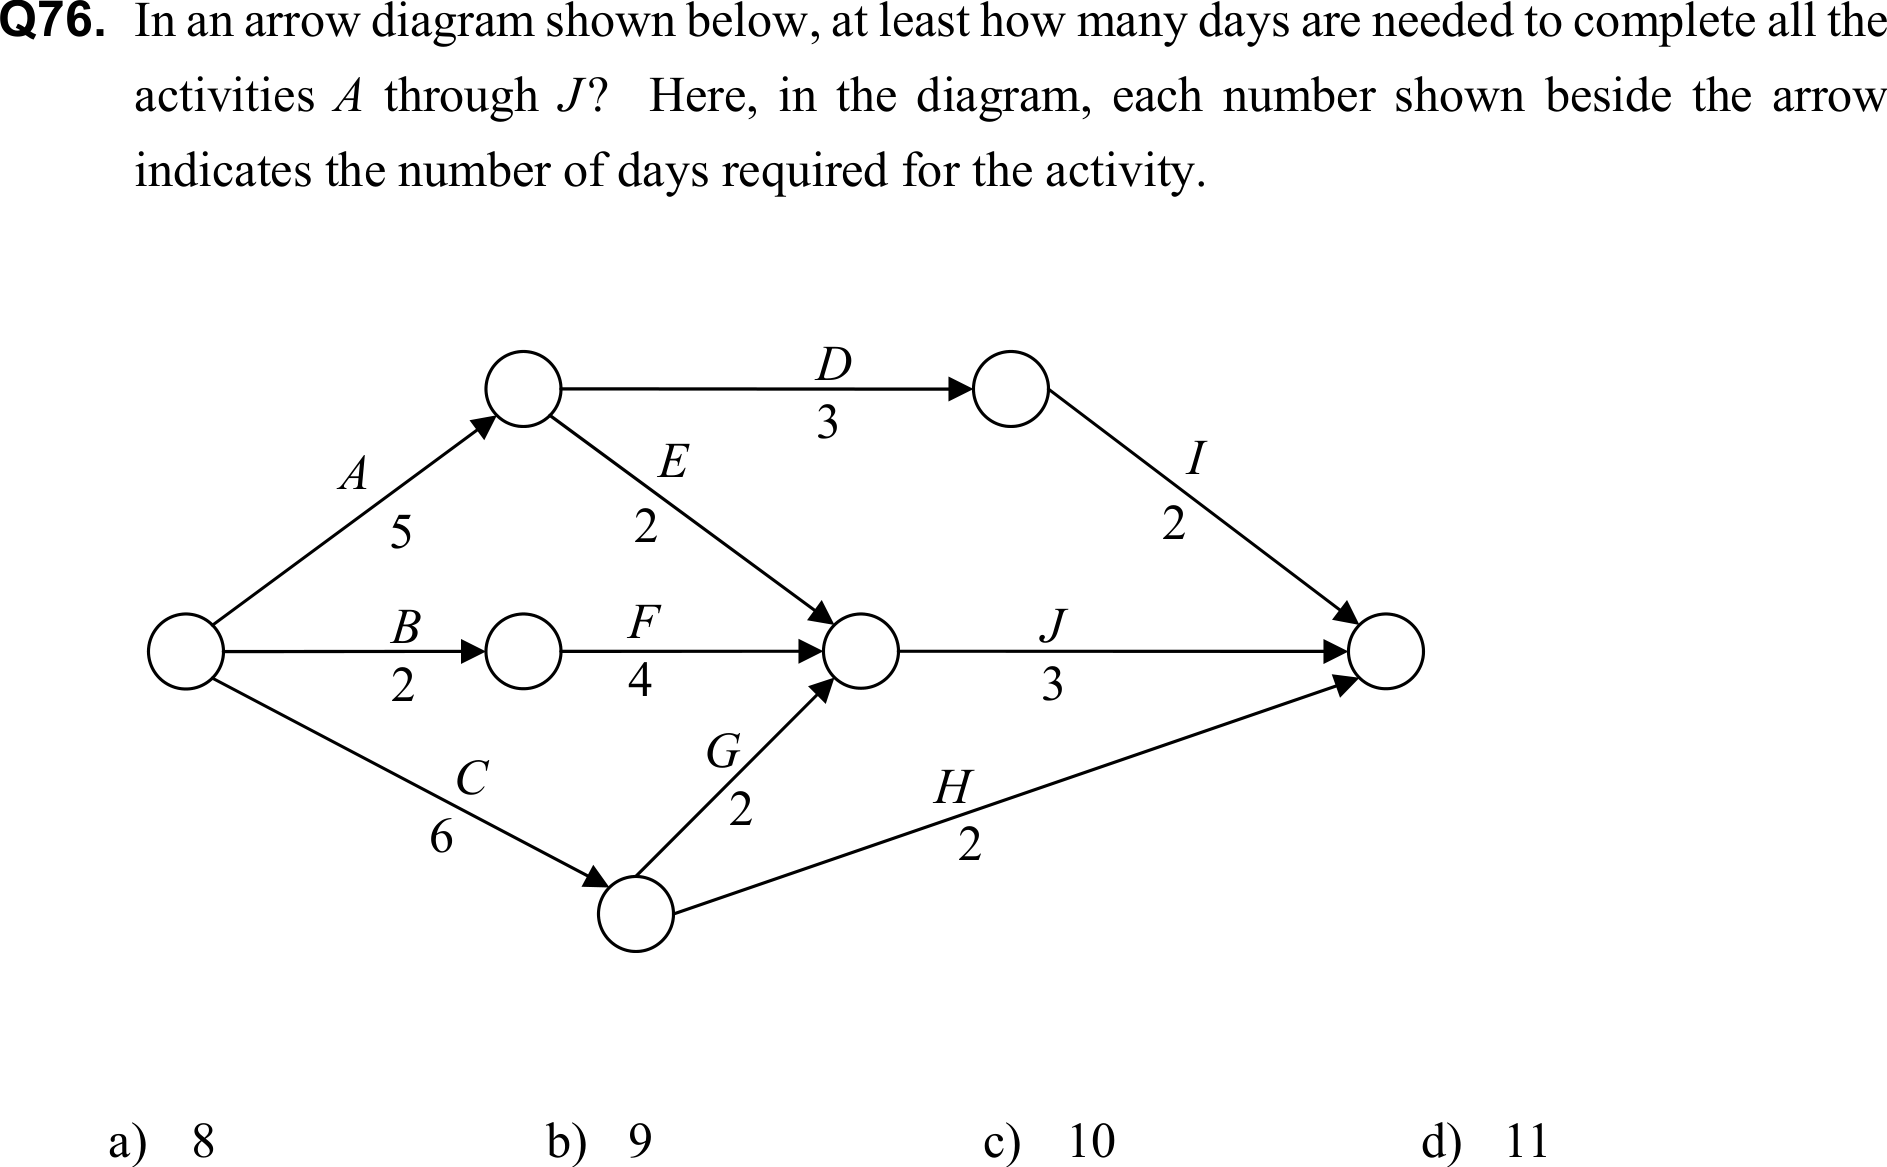 Q76. In an arrow diagram shown below, at least how many days are needed to complete all the
activities A through J? Here, in the diagram, each number shown beside the arrow
indicates the number of days required for the activity.
D
3
A
5
E
2
I
2
B
2
F
4
J
3
C
6
G
2
H
2
a) 8 b) 9 c) 10 d) 11